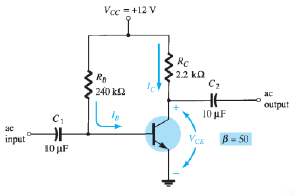 V_CC = +12 V
R_C
2.2 kΩ
R_B
240 kΩ
I_C
C_2
ac
output
10 μF
C_1
I_B
ac
input
10 μF
+
V_CE
–
β = 50